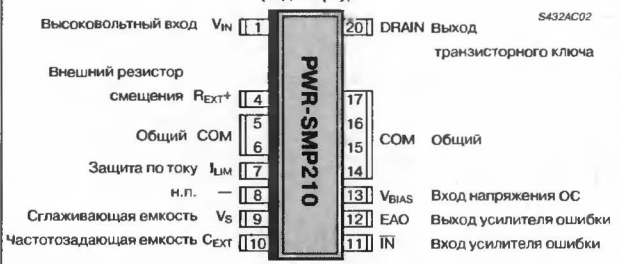 S432AC02
Высоковольтный вход VIN 1
20 DRAIN Выход
транзисторного ключа
Внешний резистор
смещения REXT+ 4
17
5
16
Общий COM
COM Общий
6
15
Защита по току ILIM 7
14
н.п. — 8
13 VBIAS Вход напряжения ОС
Сглаживающая емкость VS 9
12 EAO Выход усилителя ошибки
Частотозадающая емкость CEXT 10
11 IN Вход усилителя ошибки
PWR-SMP210